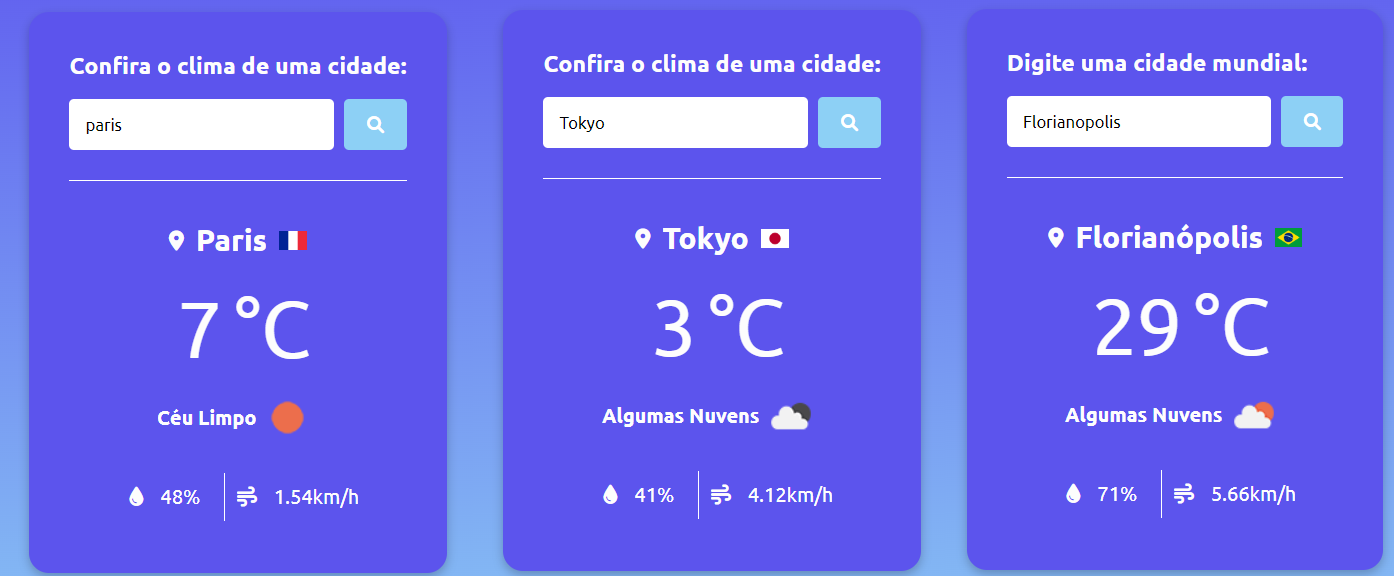 Confira o clima de uma cidade:
paris
Paris
7 °C
Céu Limpo
48% 1.54km/h
Confira o clima de uma cidade:
Tokyo
Tokyo
3 °C
Algumas Nuvens
41% 4.12km/h
Digite uma cidade mundial:
Florianopolis
Florianópolis
29 °C
Algumas Nuvens
71% 5.66km/h